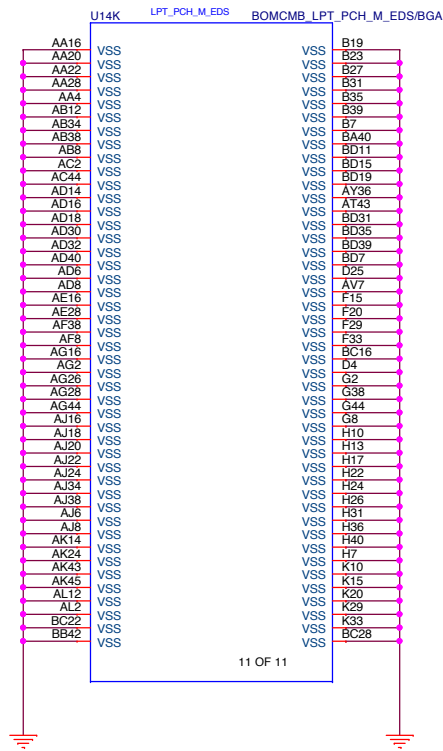 U14K LPT_PCH_M_EDS BOMCMB_LPT_PCH_M_EDS/BGA
AA16 VSS VSS B19
AA20 VSS VSS B23
AA22 VSS VSS B27
AA28 VSS VSS B31
AA4 VSS VSS B35
AB12 VSS VSS B39
AB34 VSS VSS B7
AB38 VSS VSS BA40
AB8 VSS VSS BD11
AC2 VSS VSS BD15
AC44 VSS VSS BD19
AD14 VSS VSS AY36
AD16 VSS VSS AT43
AD18 VSS VSS BD31
AD30 VSS VSS BD35
AD32 VSS VSS BD39
AD40 VSS VSS BD7
AD6 VSS VSS D25
AD8 VSS VSS AV7
AE16 VSS VSS F15
AE28 VSS VSS F20
AF38 VSS VSS F29
AF8 VSS VSS F33
AG16 VSS VSS BC16
AG2 VSS VSS D4
AG26 VSS VSS G2
AG28 VSS VSS G38
AG44 VSS VSS G44
AJ16 VSS VSS G8
AJ18 VSS VSS H10
AJ20 VSS VSS H13
AJ22 VSS VSS H17
AJ24 VSS VSS H22
AJ34 VSS VSS H24
AJ38 VSS VSS H26
AJ6 VSS VSS H31
AJ8 VSS VSS H36
AK14 VSS VSS H40
AK24 VSS VSS H7
AK43 VSS VSS K10
AK45 VSS VSS K15
AL12 VSS VSS K20
AL2 VSS VSS K29
BC22 VSS VSS K33
BB42 VSS VSS BC28
11 OF 11